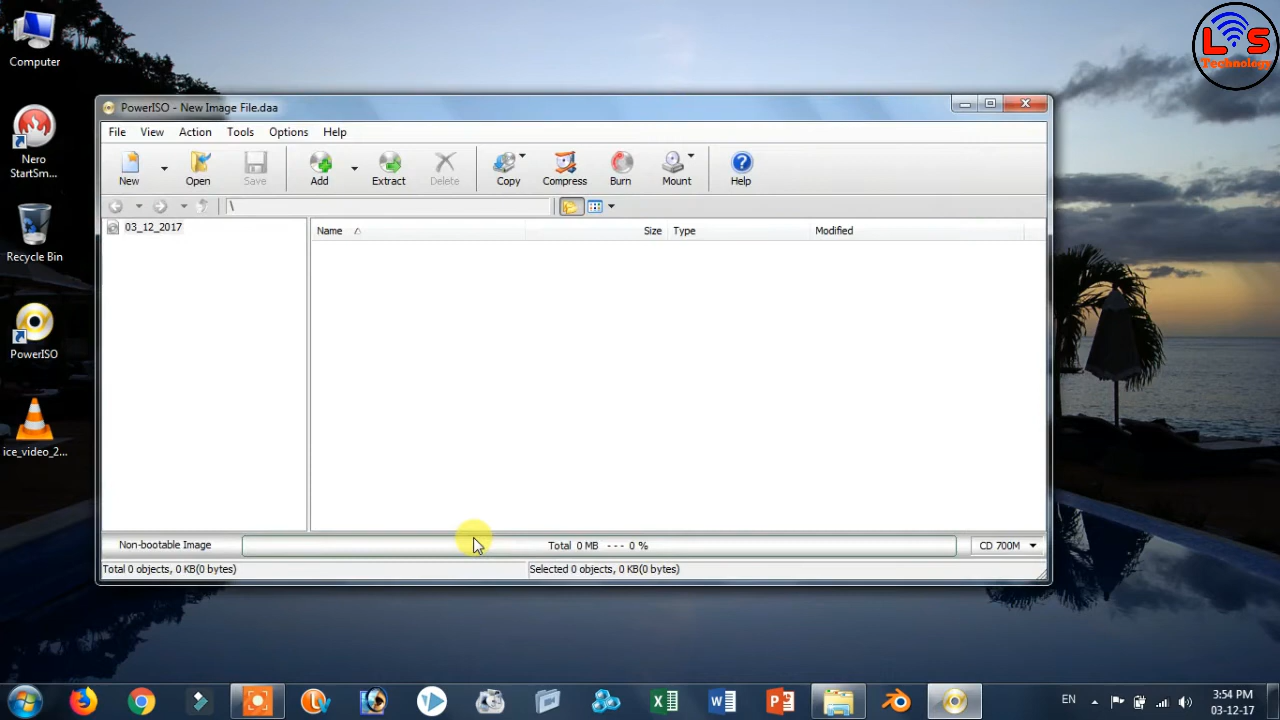 Computer
Nero
StartSm...
Recycle Bin
PowerISO
ice_video_2...
LS
Technology
PowerISO - New Image File.daa
File View Action Tools Options Help
New Open Save Add Extract Delete Copy Compress Burn Mount Help
\
03_12_2017
Name Size Type Modified
Non-bootable Image Total 0 MB --- 0 % CD 700M
Total 0 objects, 0 KB(0 bytes) Selected 0 objects, 0 KB(0 bytes)
EN
3:54 PM
03-12-17